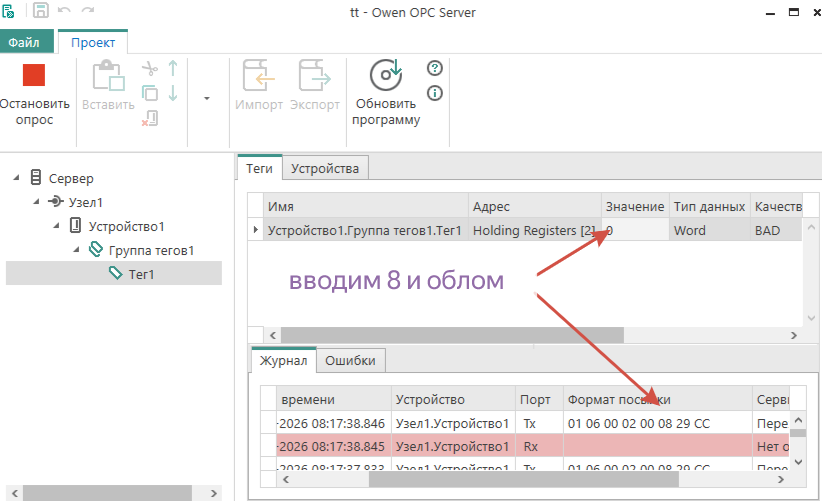 tt - Owen OPC Server
Файл
Проект
Остановить опрос
Вставить
Импорт
Экспорт
Обновить программу
Сервер
Узел1
Устройство1
Группа тегов1
Тег1
Теги
Устройства
Имя Адрес Значение Тип данных Качеств
Устройство1.Группа тегов1.Тег1 Holding Registers [2] 0 Word BAD
вводим 8 и облом
Журнал
Ошибки
времени Устройство Порт Формат посылки Серви
-2026 08:17:38.846 Узел1.Устройство1 Tx 01 06 00 02 00 08 29 CC Пере
-2026 08:17:38.845 Узел1.Устройство1 Rx Нет о
-2026 08:17:37.833 Узел1.Устройство1 Tx 01 06 00 02 00 08 29 CC Пере